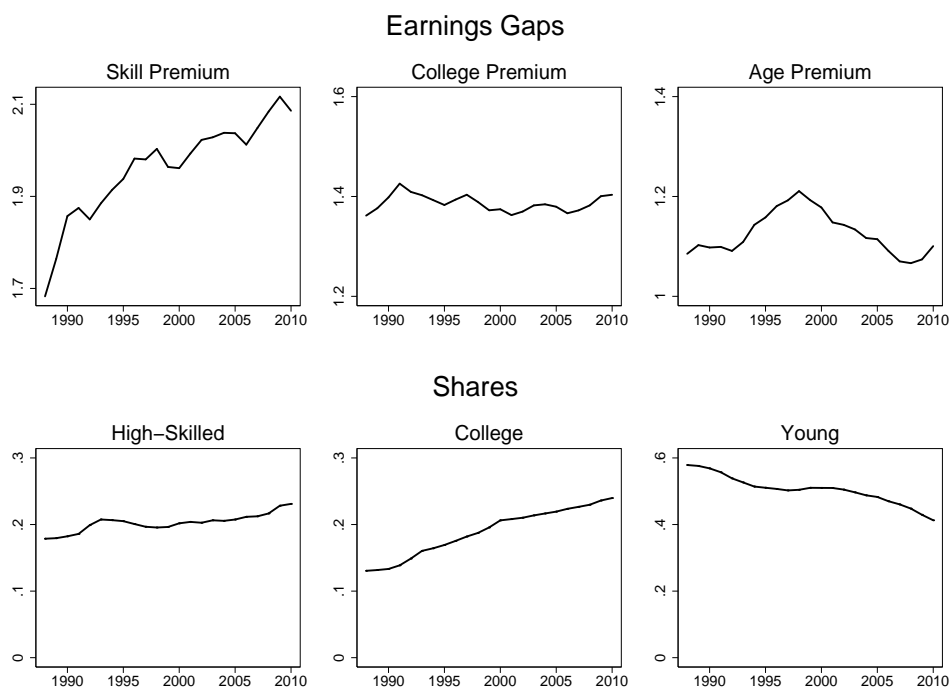 Earnings Gaps
Skill Premium
College Premium
Age Premium
2.1
1.9
1.7
1990 1995 2000 2005 2010
1.6
1.4
1.2
1990 1995 2000 2005 2010
1.4
1.2
1
1990 1995 2000 2005 2010
Shares
High−Skilled
College
Young
.3
.2
.1
0
1990 1995 2000 2005 2010
.3
.2
.1
0
1990 1995 2000 2005 2010
.6
.4
.2
0
1990 1995 2000 2005 2010